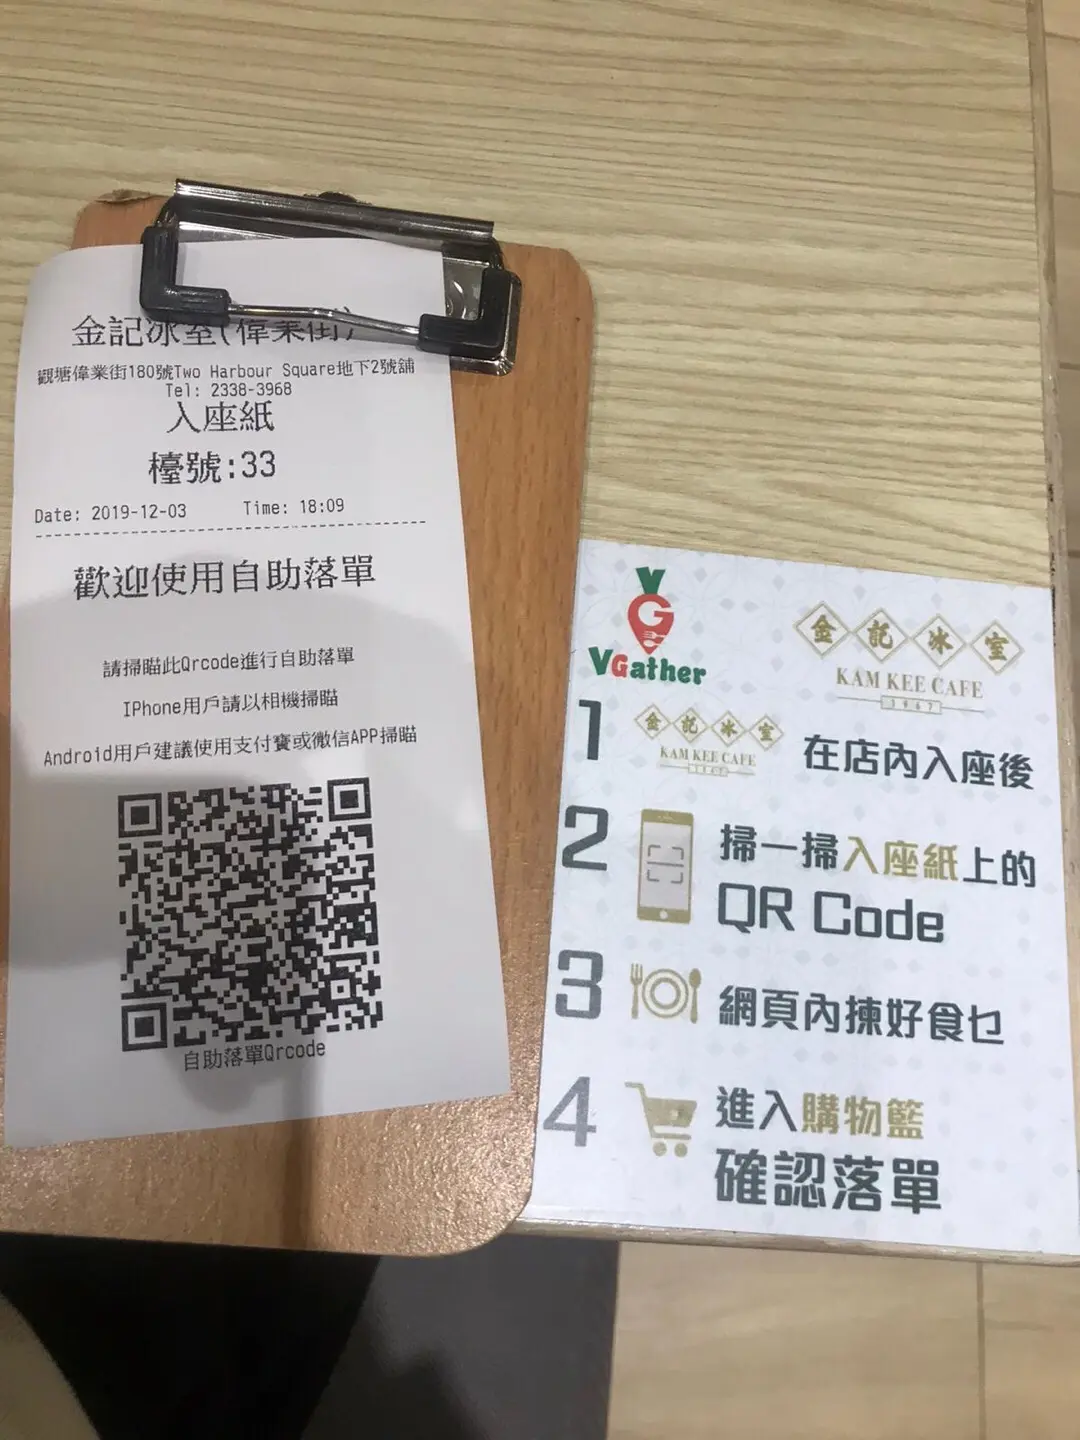 金記冰室(偉業街)
觀塘偉業街180號Two Harbour Square地下2號舖
Tel: 2338-3968
入座紙
檯號:33
Date: 2019-12-03 Time: 18:09
歡迎使用自助落單
請掃瞄此Qrcode進行自助落單
IPhone用戶請以相機掃瞄
Android用戶建議使用支付寶或微信APP掃瞄
自助落單Qrcode
VG
VGather
金記冰室
KAM KEE CAFE
1967
1
金記冰室
KAM KEE CAFE
1967
在店內入座後
2
掃一掃入座紙上的
QR Code
3
網頁內揀好食乜
4
進入購物籃
確認落單